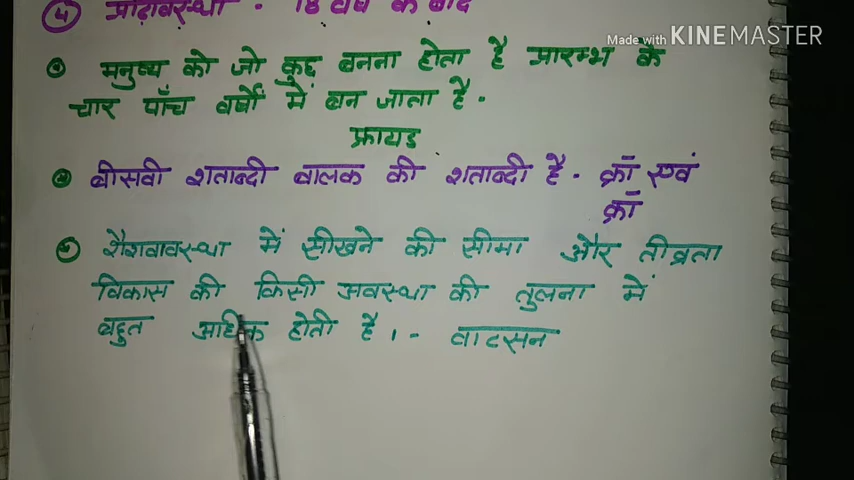 ④ प्रौढ़ावस्था - 18 वर्ष के बाद
Made with KINEMASTER
मनुष्य को जो कुछ बनना होता है प्रारम्भ के
चार पाँच वर्षों में बन जाता है -
फ्रायड
बीसवी शताब्दी बालक की शताब्दी है - क्रॉ एवं
क्रॉ
शैशवावस्था में सीखने की सीमा और तीव्रता
विकास की किसी अवस्था की तुलना में
बहुत अधिक होती है। - वाटसन